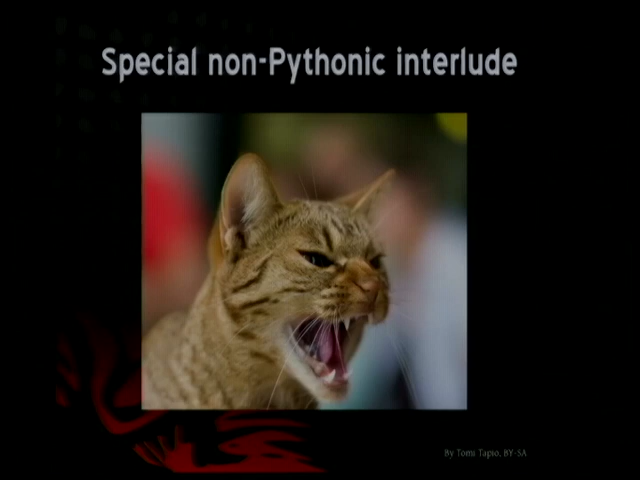 Special non-Pythonic interlude
By Tomi Tapio, BY-SA